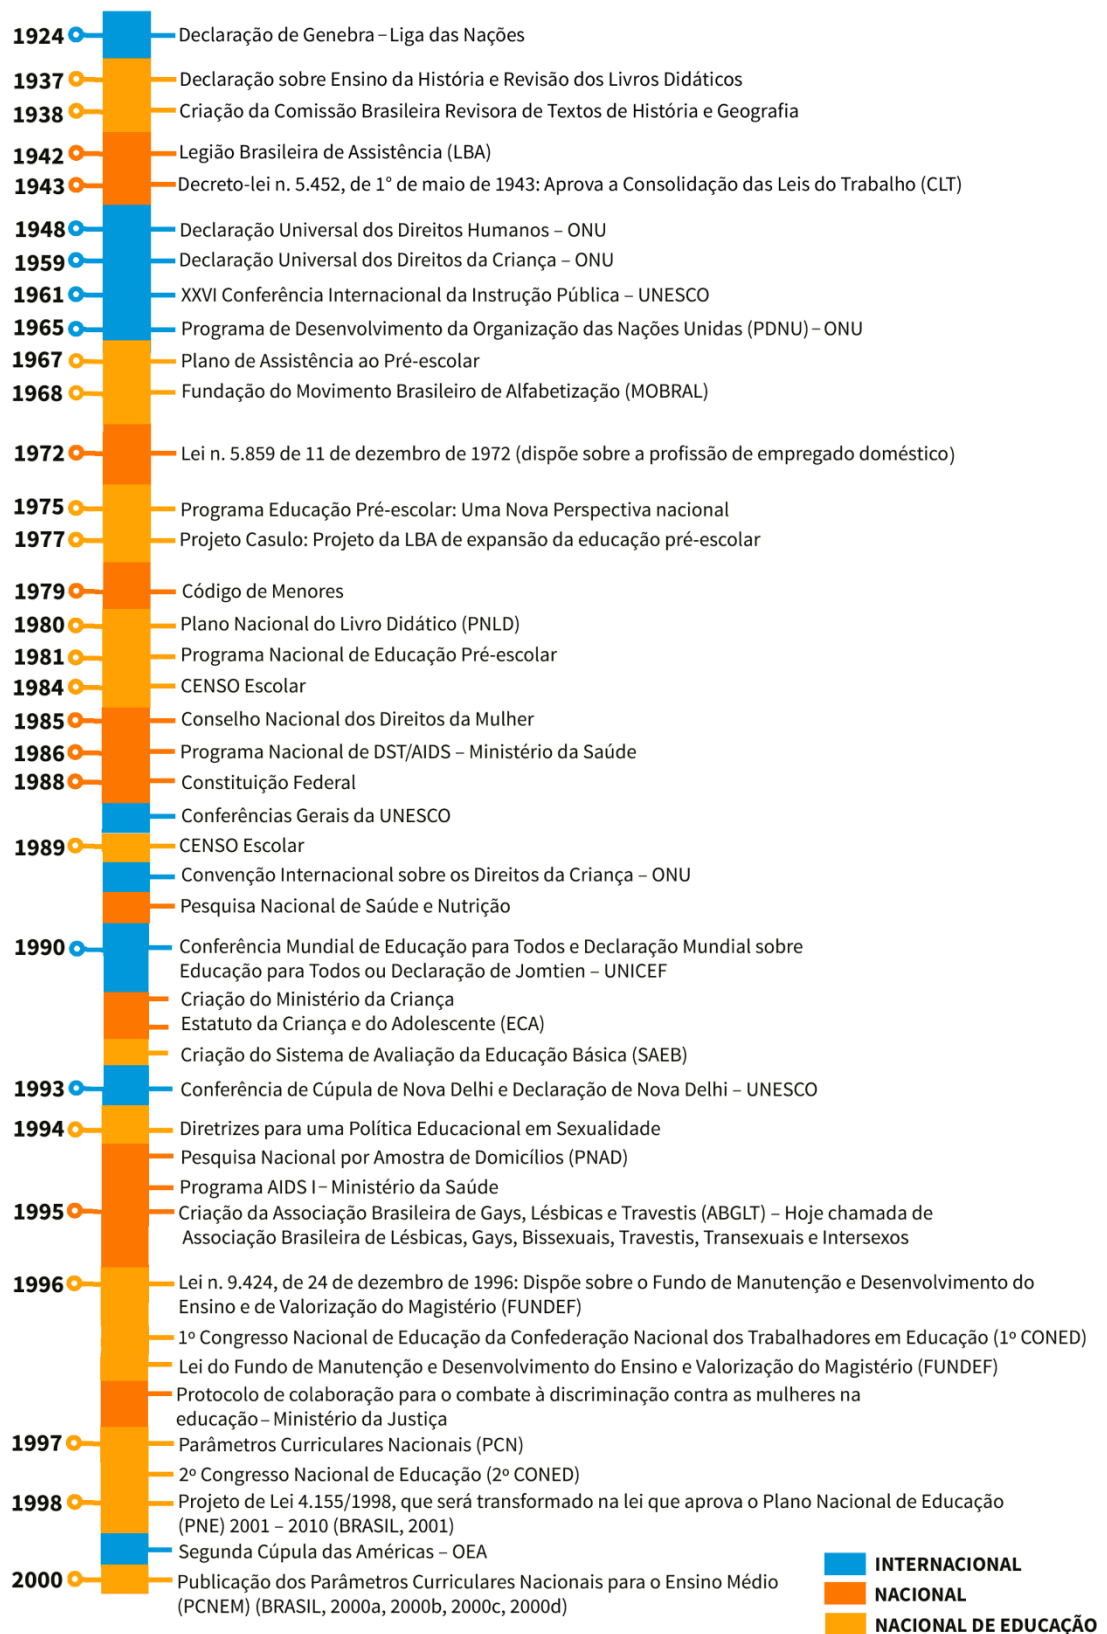 1924 Declaração de Genebra – Liga das Nações
1937 Declaração sobre Ensino da História e Revisão dos Livros Didáticos
1938 Criação da Comissão Brasileira Revisora de Textos de História e Geografia
1942 Legião Brasileira de Assistência (LBA)
1943 Decreto-lei n. 5.452, de 1° de maio de 1943: Aprova a Consolidação das Leis do Trabalho (CLT)
1948 Declaração Universal dos Direitos Humanos – ONU
1959 Declaração Universal dos Direitos da Criança – ONU
1961 XXVI Conferência Internacional da Instrução Pública – UNESCO
1965 Programa de Desenvolvimento da Organização das Nações Unidas (PDNU) – ONU
1967 Plano de Assistência ao Pré-escolar
1968 Fundação do Movimento Brasileiro de Alfabetização (MOBRAL)
1972 Lei n. 5.859 de 11 de dezembro de 1972 (dispõe sobre a profissão de empregado doméstico)
1975 Programa Educação Pré-escolar: Uma Nova Perspectiva nacional
1977 Projeto Casulo: Projeto da LBA de expansão da educação pré-escolar
1979 Código de Menores
1980 Plano Nacional do Livro Didático (PNLD)
1981 Programa Nacional de Educação Pré-escolar
1984 CENSO Escolar
1985 Conselho Nacional dos Direitos da Mulher
1986 Programa Nacional de DST/AIDS – Ministério da Saúde
1988 Constituição Federal
Conferências Gerais da UNESCO
1989 CENSO Escolar
Convenção Internacional sobre os Direitos da Criança – ONU
Pesquisa Nacional de Saúde e Nutrição
1990 Conferência Mundial de Educação para Todos e Declaração Mundial sobre
Educação para Todos ou Declaração de Jomtien – UNICEF
Criação do Ministério da Criança
Estatuto da Criança e do Adolescente (ECA)
Criação do Sistema de Avaliação da Educação Básica (SAEB)
1993 Conferência de Cúpula de Nova Delhi e Declaração de Nova Delhi – UNESCO
1994 Diretrizes para uma Política Educacional em Sexualidade
Pesquisa Nacional por Amostra de Domicílios (PNAD)
Programa AIDS I – Ministério da Saúde
1995 Criação da Associação Brasileira de Gays, Lésbicas e Travestis (ABGLT) – Hoje chamada de
Associação Brasileira de Lésbicas, Gays, Bissexuais, Travestis, Transexuais e Intersexos
1996 Lei n. 9.424, de 24 de dezembro de 1996: Dispõe sobre o Fundo de Manutenção e Desenvolvimento do
Ensino e de Valorização do Magistério (FUNDEF)
1º Congresso Nacional de Educação da Confederação Nacional dos Trabalhadores em Educação (1º CONED)
Lei do Fundo de Manutenção e Desenvolvimento do Ensino e Valorização do Magistério (FUNDEF)
Protocolo de colaboração para o combate à discriminação contra as mulheres na
educação – Ministério da Justiça
1997 Parâmetros Curriculares Nacionais (PCN)
2º Congresso Nacional de Educação (2º CONED)
1998 Projeto de Lei 4.155/1998, que será transformado na lei que aprova o Plano Nacional de Educação
(PNE) 2001 – 2010 (BRASIL, 2001)
Segunda Cúpula das Américas – OEA
2000 Publicação dos Parâmetros Curriculares Nacionais para o Ensino Médio
(PCNEM) (BRASIL, 2000a, 2000b, 2000c, 2000d)
INTERNACIONAL
NACIONAL
NACIONAL DE EDUCAÇÃO